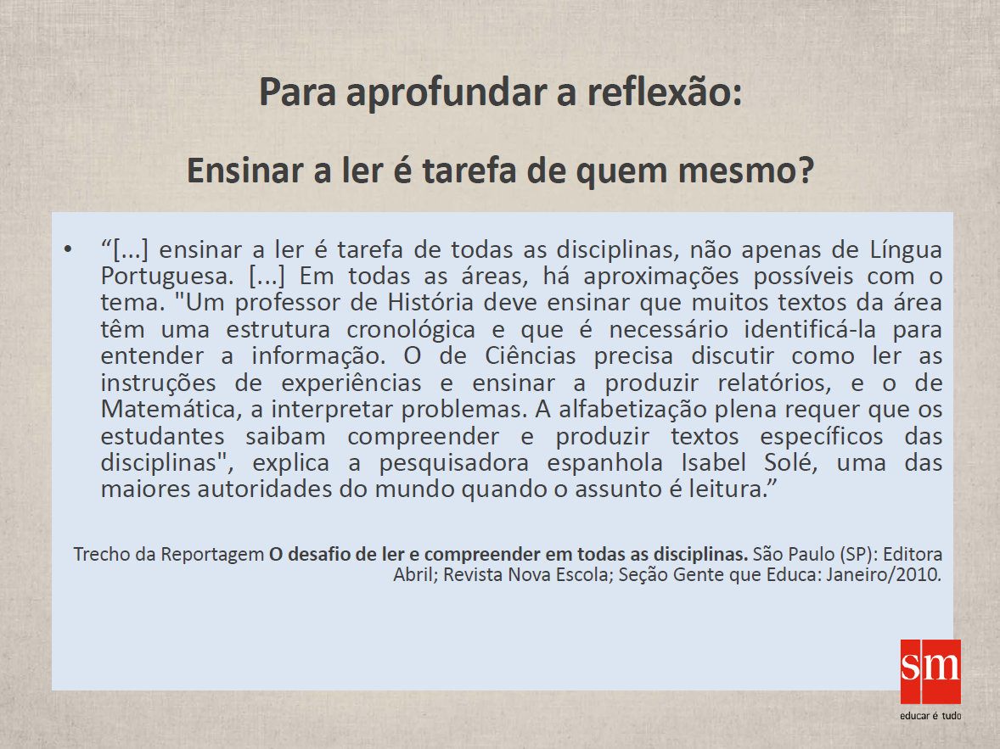 Para aprofundar a reflexão:
Ensinar a ler é tarefa de quem mesmo?
• “[...] ensinar a ler é tarefa de todas as disciplinas, não apenas de Língua
Portuguesa. [...] Em todas as áreas, há aproximações possíveis com o
tema. "Um professor de História deve ensinar que muitos textos da área
têm uma estrutura cronológica e que é necessário identificá-la para
entender a informação. O de Ciências precisa discutir como ler as
instruções de experiências e ensinar a produzir relatórios, e o de
Matemática, a interpretar problemas. A alfabetização plena requer que os
estudantes saibam compreender e produzir textos específicos das
disciplinas", explica a pesquisadora espanhola Isabel Solé, uma das
maiores autoridades do mundo quando o assunto é leitura.”
Trecho da Reportagem O desafio de ler e compreender em todas as disciplinas. São Paulo (SP): Editora
Abril; Revista Nova Escola; Seção Gente que Educa: Janeiro/2010.
sm
educar é tudo